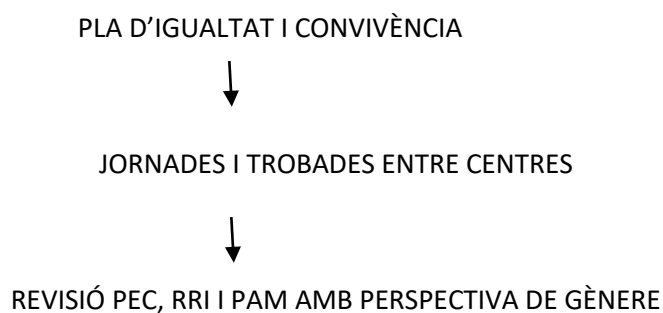 PLA D’IGUALTAT I CONVIVÈNCIA
JORNADES I TROBADES ENTRE CENTRES
REVISIÓ PEC, RRI I PAM AMB PERSPECTIVA DE GÈNERE